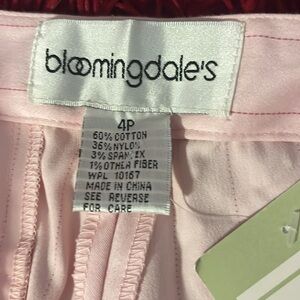 bloomingdale's
4P
60% COTTON
36% NYLON
3% SPANDEX
1% OTHER FIBER
WPL 10167
MADE IN CHINA
SEE REVERSE
FOR CARE